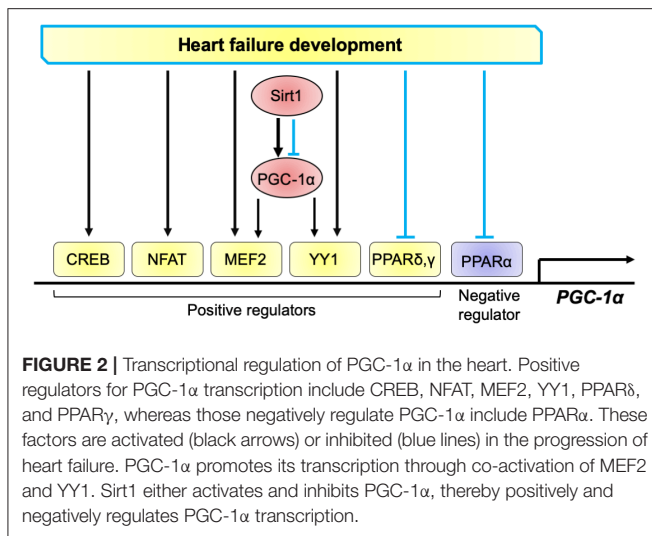 Heart failure development
Sirt1
PGC-1α
CREB NFAT MEF2 YY1 PPARδ,γ PPARα
Positive regulators Negative regulator PGC-1α
FIGURE 2 | Transcriptional regulation of PGC-1α in the heart. Positive
regulators for PGC-1α transcription include CREB, NFAT, MEF2, YY1, PPARδ,
and PPARγ, whereas those negatively regulate PGC-1α include PPARα. These
factors are activated (black arrows) or inhibited (blue lines) in the progression of
heart failure. PGC-1α promotes its transcription through co-activation of MEF2
and YY1. Sirt1 either activates and inhibits PGC-1α, thereby positively and
negatively regulates PGC-1α transcription.